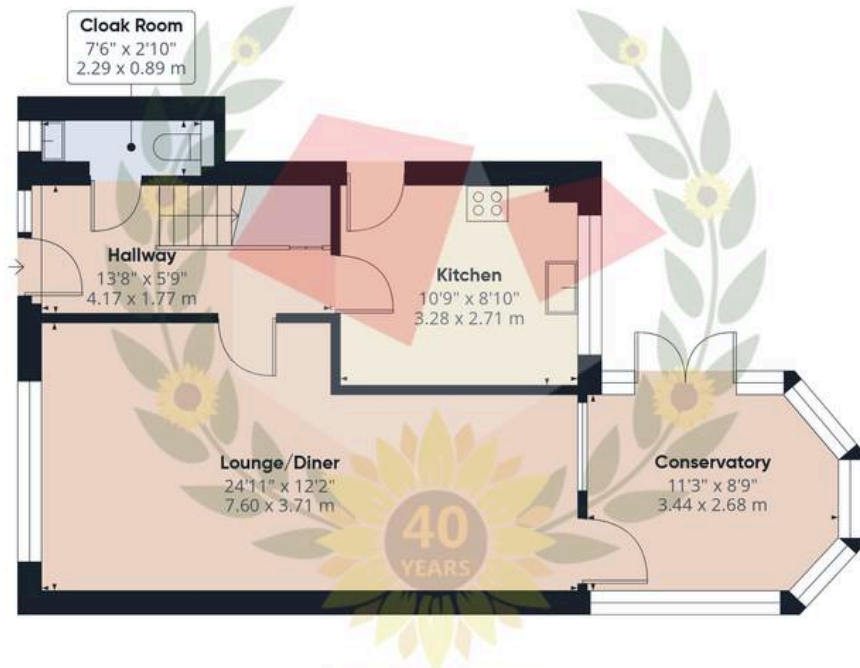 Cloak Room
7'6" x 2'10"
2.29 x 0.89 m
Hallway
13'8" x 5'9"
4.17 x 1.77 m
Kitchen
10'9" x 8'10"
3.28 x 2.71 m
Lounge/Diner
24'11" x 12'2"
7.60 x 3.71 m
Conservatory
11'3" x 8'9"
3.44 x 2.68 m
40
YEARS